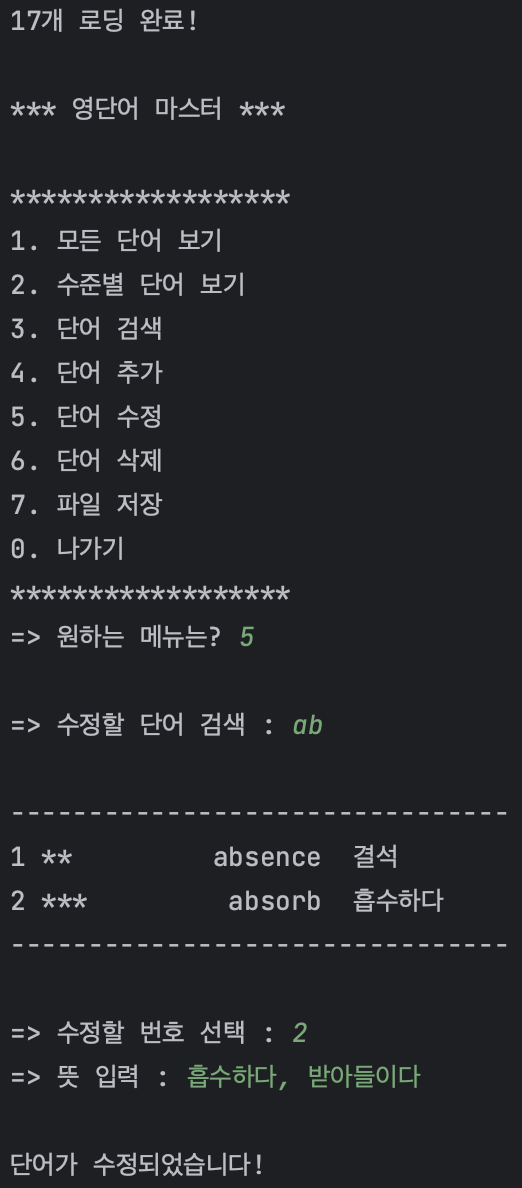 17개 로딩 완료!
*** 영단어 마스터 ***
******************
1. 모든 단어 보기
2. 수준별 단어 보기
3. 단어 검색
4. 단어 추가
5. 단어 수정
6. 단어 삭제
7. 파일 저장
0. 나가기
******************
=> 원하는 메뉴는? 5
=> 수정할 단어 검색 : ab
--------------------------------
1 **         absence  결석
2 ***         absorb  흡수하다
--------------------------------
=> 수정할 번호 선택 : 2
=> 뜻 입력 : 흡수하다, 받아들이다
단어가 수정되었습니다!